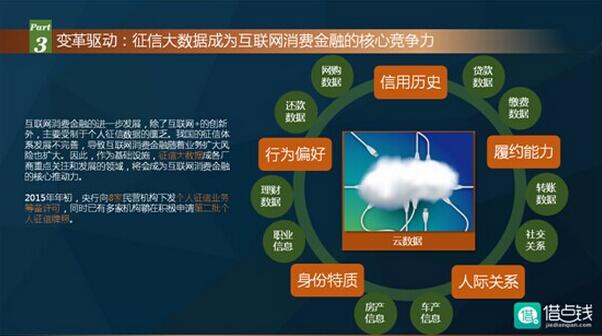 Part
3
变革驱动：征信大数据成为互联网消费金融的核心竞争力
互联网消费金融的进一步发展，除了互联网+的创新
外，主要受制于个人征信数据的匮乏。我国的征信体
系发展不完善，导致互联网消费金融随着业务扩大风
险也扩大。因此，作为基础设施，征信大数据成各厂
商重点关注和发展的领域，将会成为互联网消费金融
的核心推动力。
2015年年初，央行向8家民营机构下发个人征信业务
筹备许可，同时已有多家机构都在积极申请第二批个
人征信牌照。
网购
数据
信用历史
贷款
数据
还款
数据
缴费
数据
行为偏好
履约能力
理财
数据
转账
数据
云数据
职业
信息
社交
关系
身份特质
人际关系
房产
信息
车产
信息
借
借点钱
jiedianqian.com